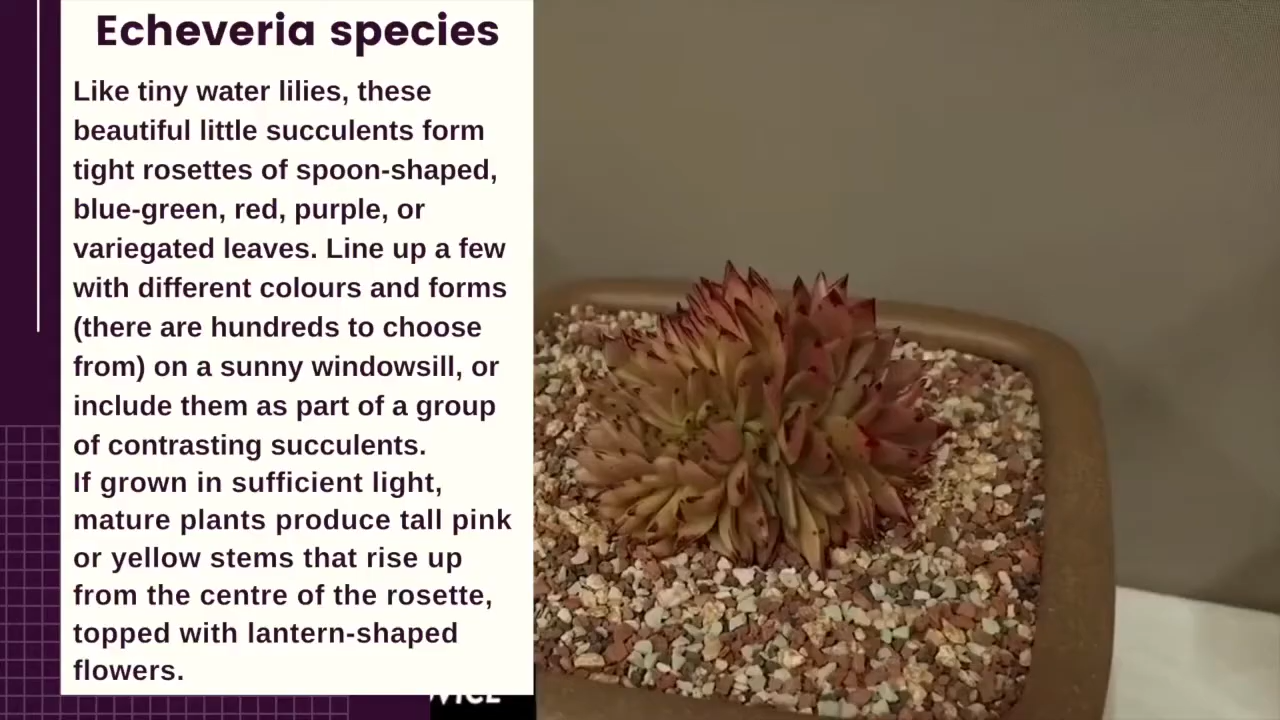 Echeveria species
Like tiny water lilies, these
beautiful little succulents form
tight rosettes of spoon-shaped,
blue-green, red, purple, or
variegated leaves. Line up a few
with different colours and forms
(there are hundreds to choose
from) on a sunny windowsill, or
include them as part of a group
of contrasting succulents.
If grown in sufficient light,
mature plants produce tall pink
or yellow stems that rise up
from the centre of the rosette,
topped with lantern-shaped
flowers.